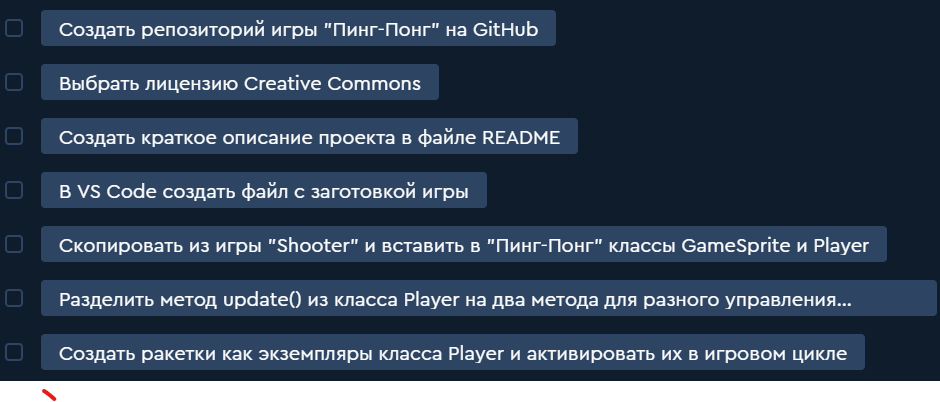 Создать репозиторий игры "Пинг-Понг" на GitHub
Выбрать лицензию Creative Commons
Создать краткое описание проекта в файле README
В VS Code создать файл с заготовкой игры
Скопировать из игры "Shooter" и вставить в "Пинг-Понг" классы GameSprite и Player
Разделить метод update() из класса Player на два метода для разного управления...
Создать ракетки как экземпляры класса Player и активировать их в игровом цикле